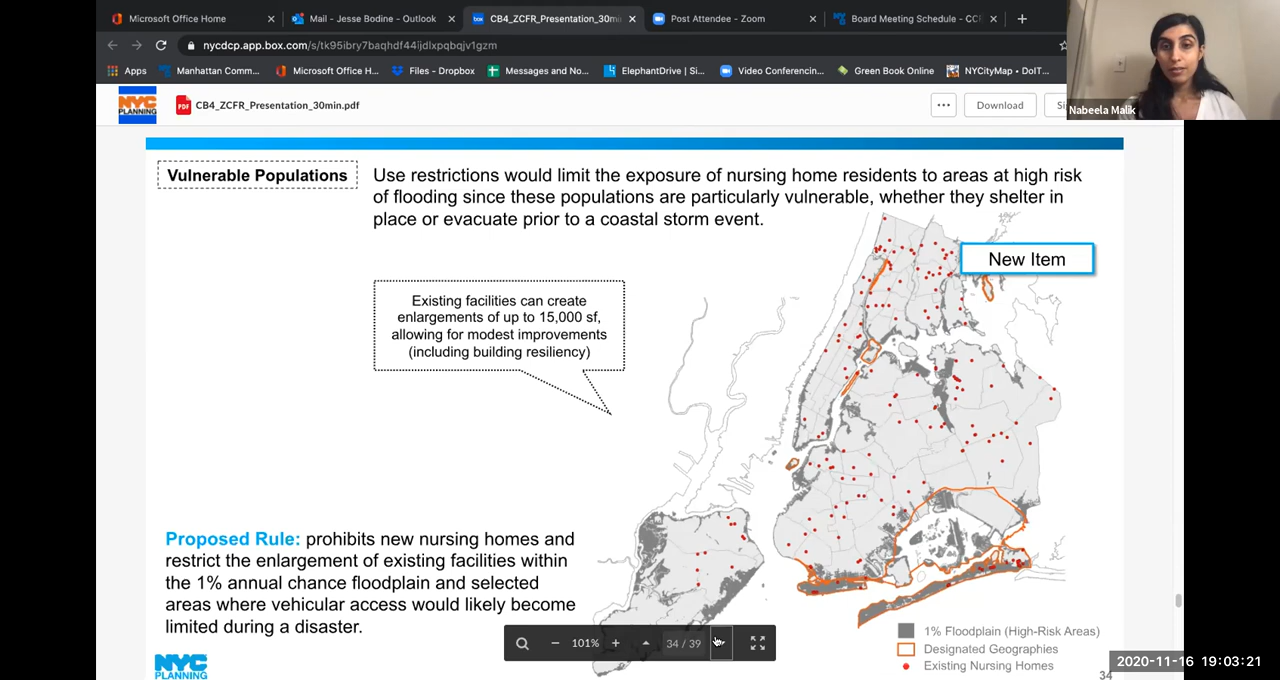 Microsoft Office Home
Mail - Jesse Bodine - Outlook
CB4_ZCFR_Presentation_30mi
Post Attendee - Zoom
Board Meeting Schedule - CC
nycdcp.app.box.com/s/tk95ibry7baqhdf44ijdlxpqbqjv1gzm
Apps
Manhattan Comm...
Microsoft Office H...
Files - Dropbox
Messages and No...
ElephantDrive | Si...
Video Conferencin...
Green Book Online
NYCityMap • DoIT...
Nabeela Malik
NYC
PLANNING
PDF
CB4_ZCFR_Presentation_30min.pdf
Download
Vulnerable Populations
Use restrictions would limit the exposure of nursing home residents to areas at high risk
of flooding since these populations are particularly vulnerable, whether they shelter in
place or evacuate prior to a coastal storm event.
New Item
Existing facilities can create
enlargements of up to 15,000 sf,
allowing for modest improvements
(including building resiliency)
Proposed Rule: prohibits new nursing homes and
restrict the enlargement of existing facilities within
the 1% annual chance floodplain and selected
areas where vehicular access would likely become
limited during a disaster.
101%
34 / 39
1% Floodplain (High-Risk Areas)
Designated Geographies
Existing Nursing Homes
NYC
PLANNING
34
2020-11-16 19:03:21